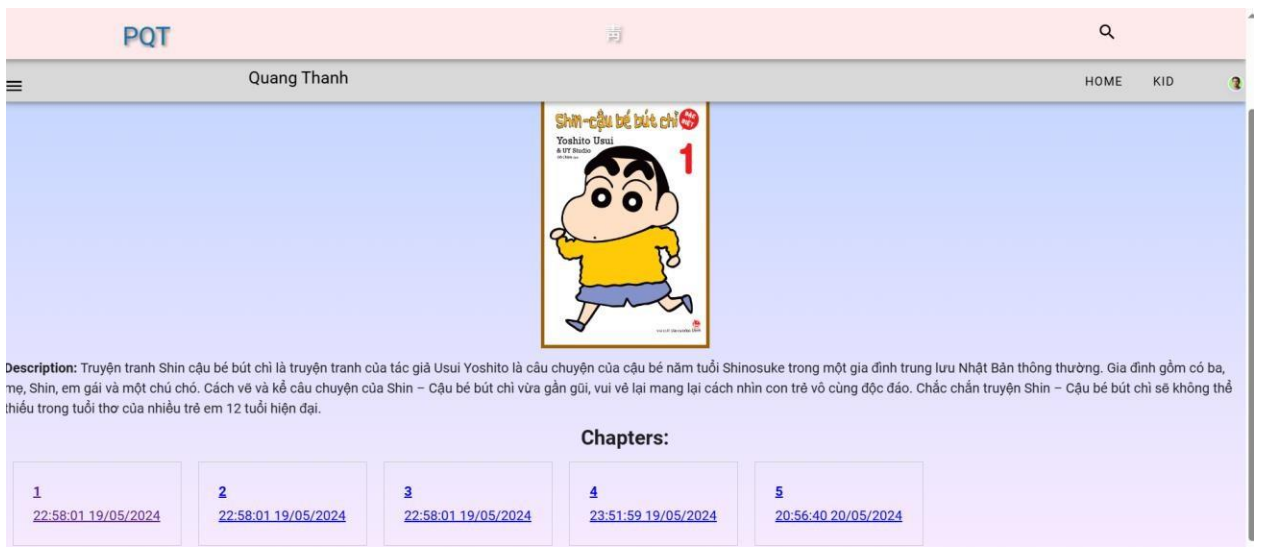 PQT
Quang Thanh
HOME KID
Shin-cậu bé bút chì
Yoshito Usui
& UY Studio
1
Description: Truyện tranh Shin cậu bé bút chì là truyện tranh của tác giả Usui Yoshito là câu chuyện của cậu bé năm tuổi Shinosuke trong một gia đình trung lưu Nhật Bản thông thường. Gia đình gồm có ba,
mẹ, Shin, em gái và một chú chó. Cách vẽ và kể câu chuyện của Shin – Cậu bé bút chì vừa gần gũi, vui vẻ lại mang lại cách nhìn con trẻ vô cùng độc đáo. Chắc chắn truyện Shin – Cậu bé bút chì sẽ không thể
thiếu trong tuổi thơ của nhiều trẻ em 12 tuổi hiện đại.
Chapters:
1 2 3 4 5
22:58:01 19/05/2024 22:58:01 19/05/2024 22:58:01 19/05/2024 23:51:59 19/05/2024 20:56:40 20/05/2024